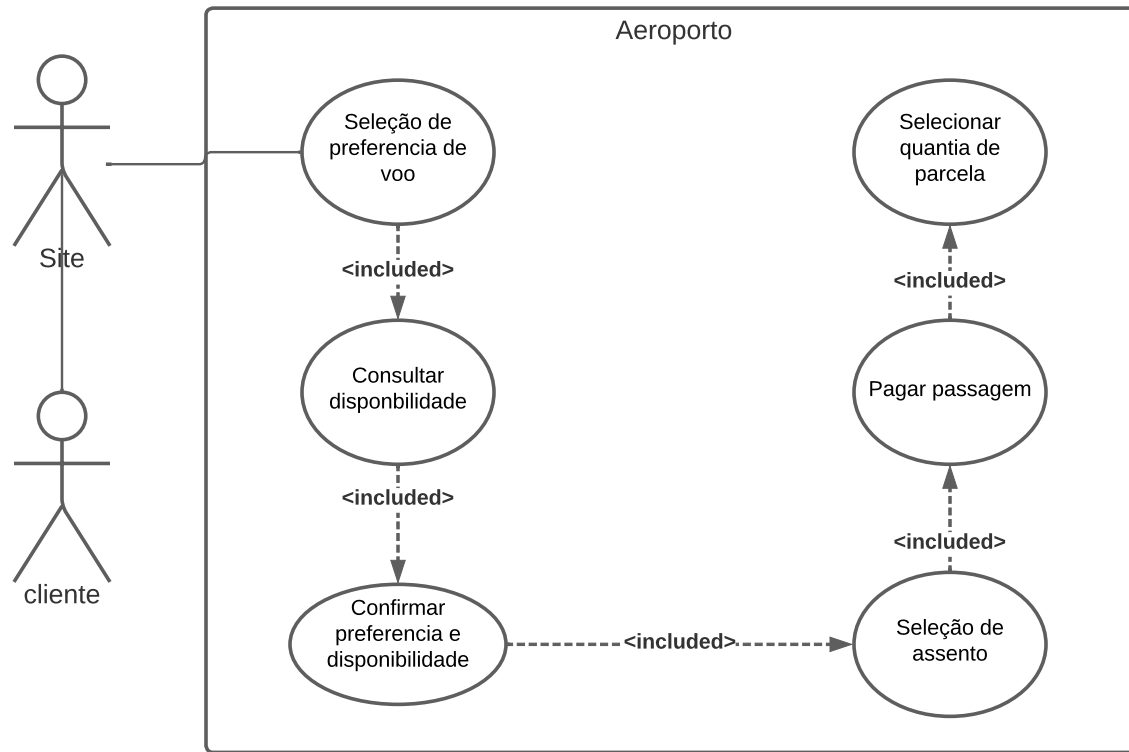 Aeroporto
Seleção de
preferencia de
voo
Selecionar
quantia de
parcela
Site
<included>
<included>
Consultar
disponbilidade
Pagar passagem
<included>
<included>
cliente
Confirmar
preferencia e
disponibilidade
<included>
Seleção de
assento